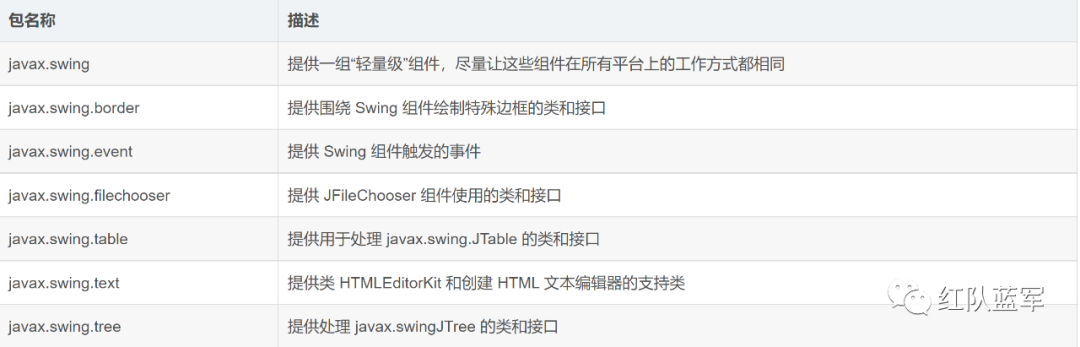 包名称 描述
javax.swing 提供一组“轻量级”组件，尽量让这些组件在所有平台上的工作方式都相同
javax.swing.border 提供围绕 Swing 组件绘制特殊边框的类和接口
javax.swing.event 提供 Swing 组件触发的事件
javax.swing.filechooser 提供 JFileChooser 组件使用的类和接口
javax.swing.table 提供用于处理 javax.swing.JTable 的类和接口
javax.swing.text 提供类 HTMLEditorKit 和创建 HTML 文本编辑器的支持类
javax.swing.tree 提供处理 javax.swingJTree 的类和接口
红队蓝军